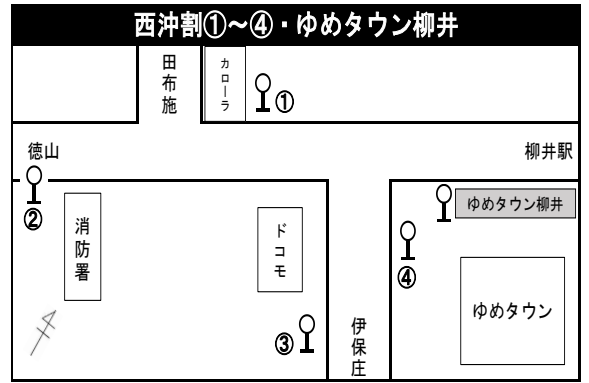 西沖割①～④・ゆめタウン柳井
田布施
カローラ
①
徳山
柳井駅
②
消防署
ドコモ
③
伊保庄
ゆめタウン柳井
④
ゆめタウン